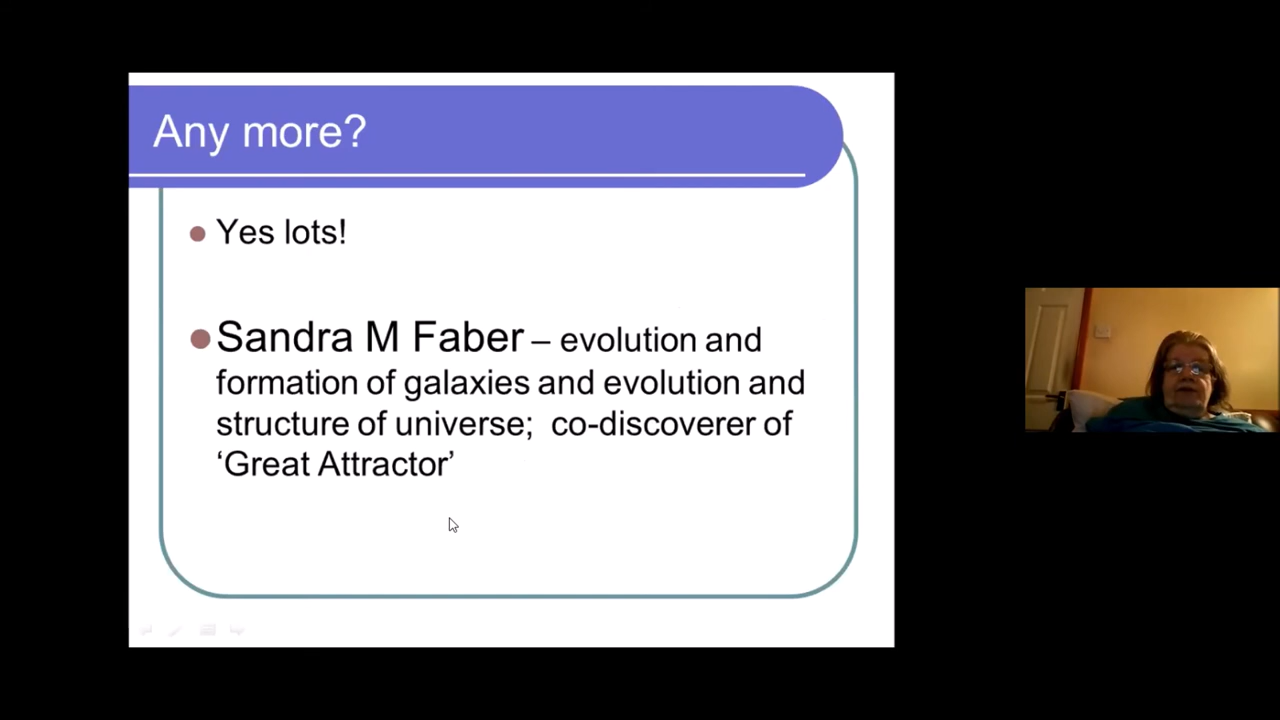 Any more?
Yes lots!
Sandra M Faber – evolution and
formation of galaxies and evolution and
structure of universe;  co-discoverer of
‘Great Attractor’